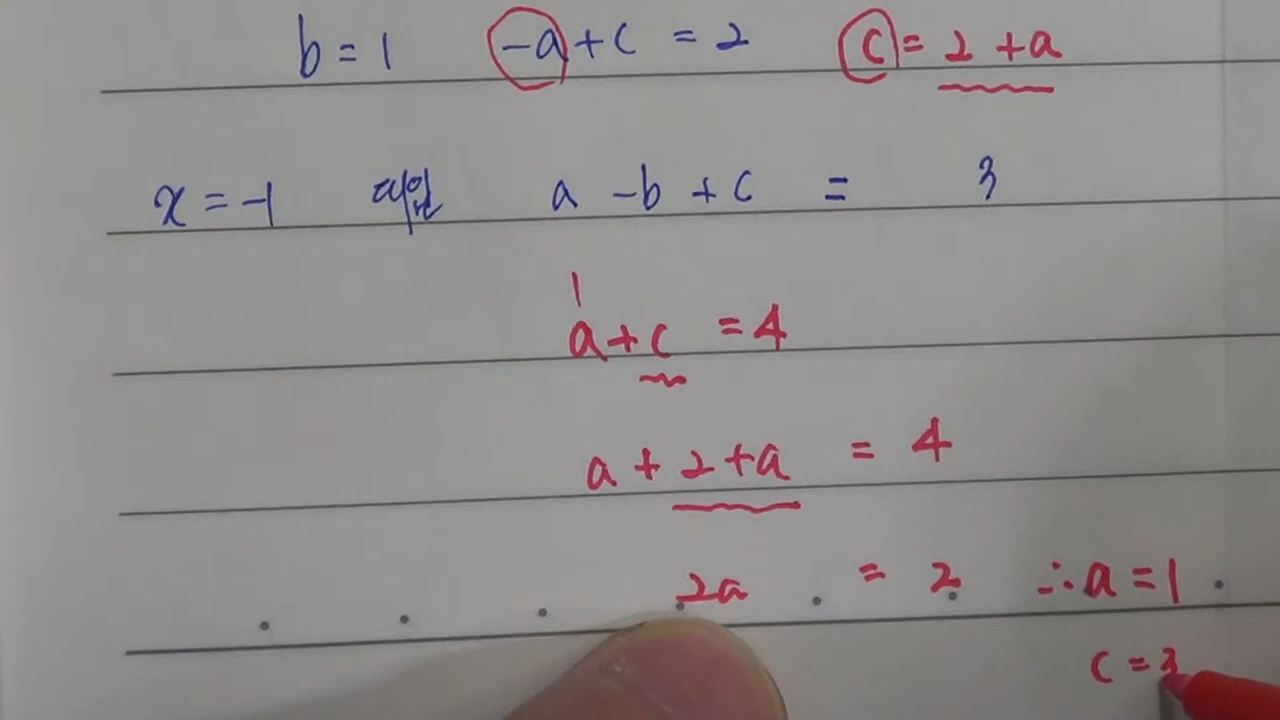 b = 1 -a + c = 2 c = 2 + a
x = -1 대입 a - b + c = 3
1
a + c = 4
a + 2 + a = 4
2a = 2 ∴ a = 1
c = 3